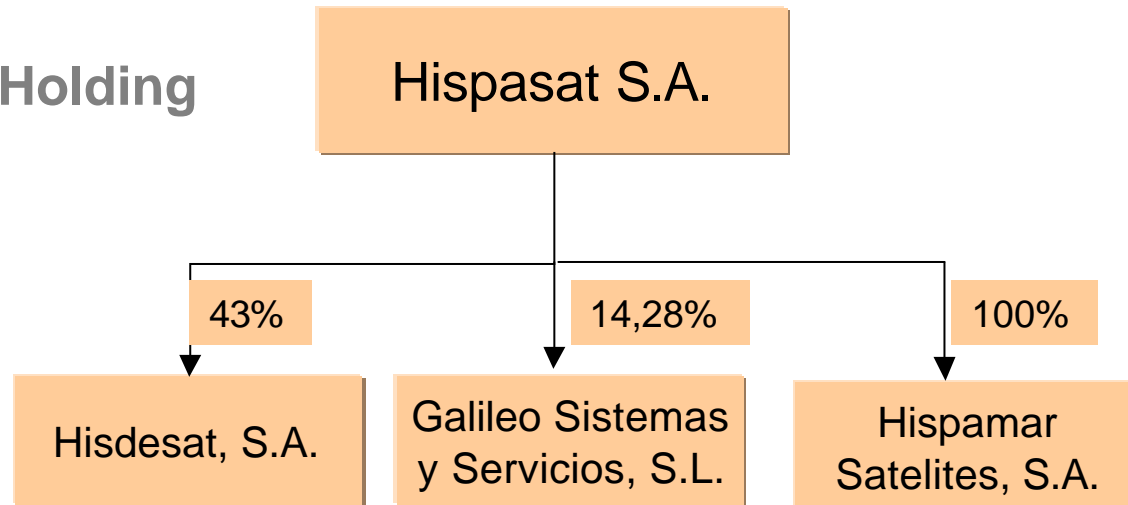 Holding
Hispasat S.A.
43%
14,28%
100%
Hisdesat, S.A.
Galileo Sistemas
y Servicios, S.L.
Hispamar
Satelites, S.A.